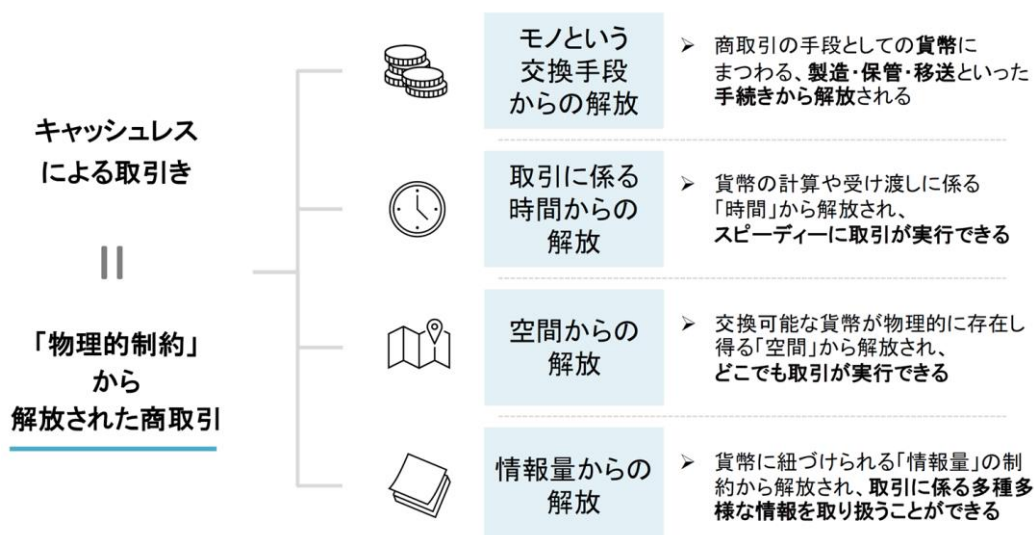 キャッシュレス
による取引き
「物理的制約」
から
解放された商取引
モノという
交換手段
からの解放
➢ 商取引の手段としての貨幣に
まつわる、製造・保管・移送といった
手続きから解放される
取引に係る
時間からの
解放
➢ 貨幣の計算や受け渡しに係る
「時間」から解放され、
スピーディーに取引が実行できる
空間からの
解放
➢ 交換可能な貨幣が物理的に存在し
得る「空間」から解放され、
どこでも取引が実行できる
情報量からの
解放
➢ 貨幣に紐づけられる「情報量」の制
約から解放され、取引に係る多種多
様な情報を取り扱うことができる